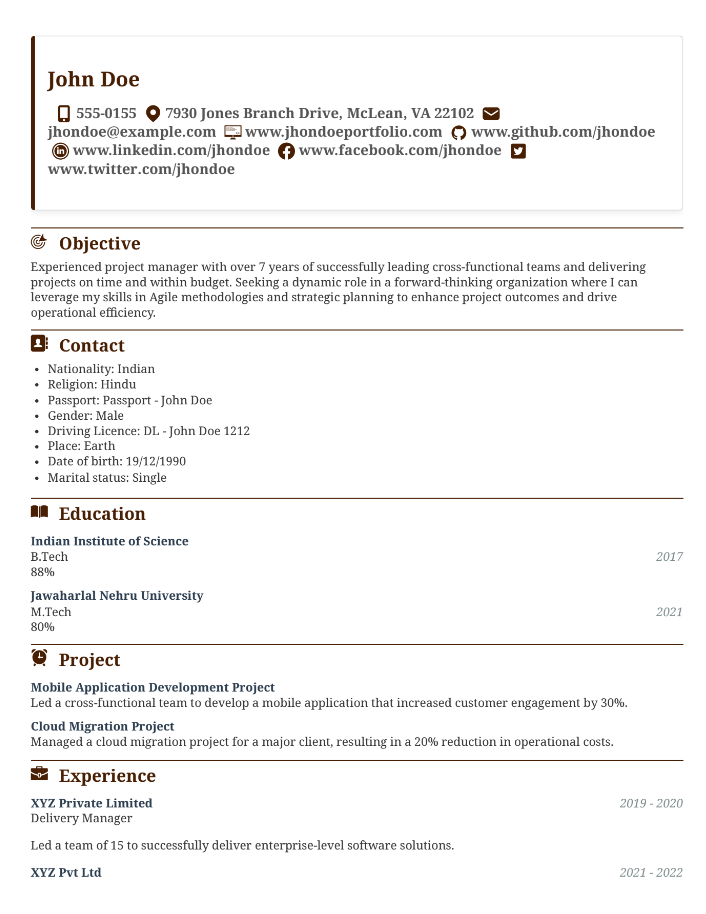 John Doe
555-0155 7930 Jones Branch Drive, McLean, VA 22102
jhondoe@example.com www.jhondoeportfolio.com www.github.com/jhondoe
www.linkedin.com/jhondoe www.facebook.com/jhondoe
www.twitter.com/jhondoe
Objective
Experienced project manager with over 7 years of successfully leading cross-functional teams and delivering
projects on time and within budget. Seeking a dynamic role in a forward-thinking organization where I can
leverage my skills in Agile methodologies and strategic planning to enhance project outcomes and drive
operational efficiency.
Contact
• Nationality: Indian
• Religion: Hindu
• Passport: Passport - John Doe
• Gender: Male
• Driving Licence: DL - John Doe 1212
• Place: Earth
• Date of birth: 19/12/1990
• Marital status: Single
Education
Indian Institute of Science
B.Tech 2017
88%
Jawaharlal Nehru University
M.Tech 2021
80%
Project
Mobile Application Development Project
Led a cross-functional team to develop a mobile application that increased customer engagement by 30%.
Cloud Migration Project
Managed a cloud migration project for a major client, resulting in a 20% reduction in operational costs.
Experience
XYZ Private Limited 2019 - 2020
Delivery Manager
Led a team of 15 to successfully deliver enterprise-level software solutions.
XYZ Pvt Ltd 2021 - 2022